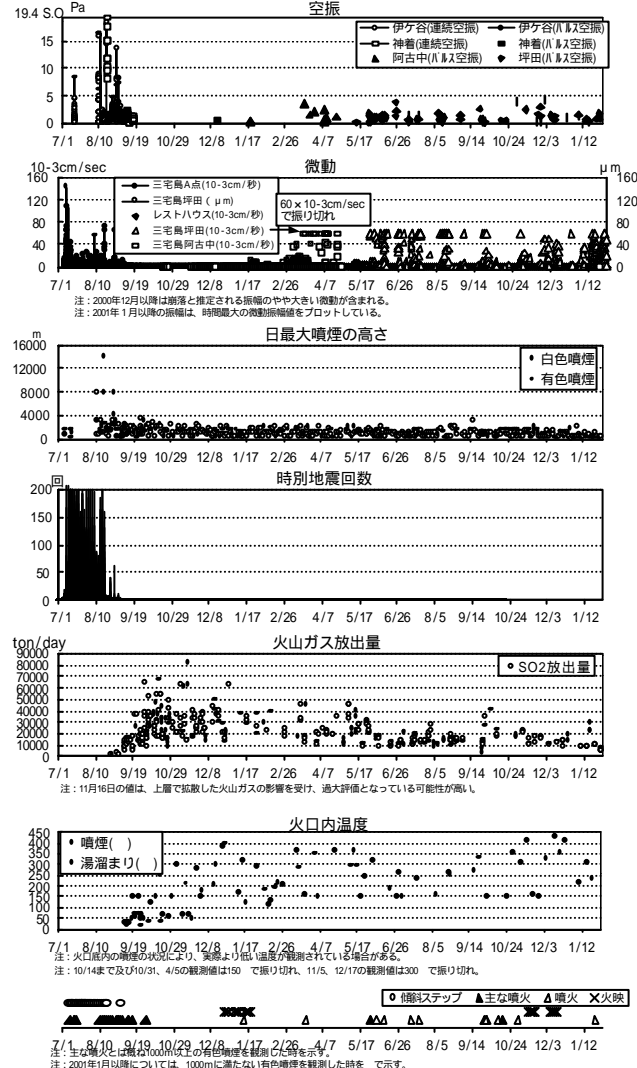 空振
19.4 S.O Pa
伊ケ谷(連続空振) 伊ケ谷(パルス空振)
神着(連続空振) 神着(パルス空振)
阿古中(パルス空振) 坪田(パルス空振)
15
10
5
0
7/1 8/10 9/19 10/29 12/8 1/17 2/26 4/7 5/17 6/26 8/5 9/14 10/24 12/3 1/12
微動
10-3cm/sec μm
160 160
120 120
80 80
40 40
0 0
三宅島A点(10-3cm/秒)
三宅島坪田(μm)
レストハウス(10-3cm/秒)
三宅島坪田(10-3cm/秒)
三宅島阿古中(10-3cm/秒)
60×10-3cm/sec
で振り切れ
7/1 8/10 9/19 10/29 12/8 1/17 2/26 4/7 5/17 6/26 8/5 9/14 10/24 12/3 1/12
注：2000年12月以降は崩落と推定される振幅のやや大きい微動が含まれる。
注：2001年1月以降の振幅は、時間最大の微動振幅値をプロットしている。
日最大噴煙の高さ
m
16000
12000
8000
4000
0
白色噴煙
有色噴煙
7/1 8/10 9/19 10/29 12/8 1/17 2/26 4/7 5/17 6/26 8/5 9/14 10/24 12/3 1/12
時別地震回数
回
200
150
100
50
0
7/1 8/10 9/19 10/29 12/8 1/17 2/26 4/7 5/17 6/26 8/5 9/14 10/24 12/3 1/12
火山ガス放出量
ton/day
90000
80000
70000
60000
50000
40000
30000
20000
10000
0
SO2放出量
7/1 8/10 9/19 10/29 12/8 1/17 2/26 4/7 5/17 6/26 8/5 9/14 10/24 12/3 1/12
注：11月16日の値は、上層で拡散した火山ガスの影響を受け、過大評価となっている可能性が高い。
火口内温度
450
400
350
300
250
200
150
100
50
0
噴煙( )
湯溜まり( )
7/1 8/10 9/19 10/29 12/8 1/17 2/26 4/7 5/17 6/26 8/5 9/14 10/24 12/3 1/12
注：火口底内の噴煙の状況により、実際より低い温度が観測されている場合がある。
注：10/14まで及び10/31、4/5の観測値は150 で振り切れ、11/5、12/17の観測値は300 で振り切れ。
傾斜ステップ 主な噴火 噴火 火映
7/1 8/10 9/19 10/29 12/8 1/17 2/26 4/7 5/17 6/26 8/5 9/14 10/24 12/3 1/12
注：主な噴火とは概ね1000m以上の有色噴煙を観測した時を示す。
注：2001年1月以降については、1000mに満たない有色噴煙を観測した時を で示す。